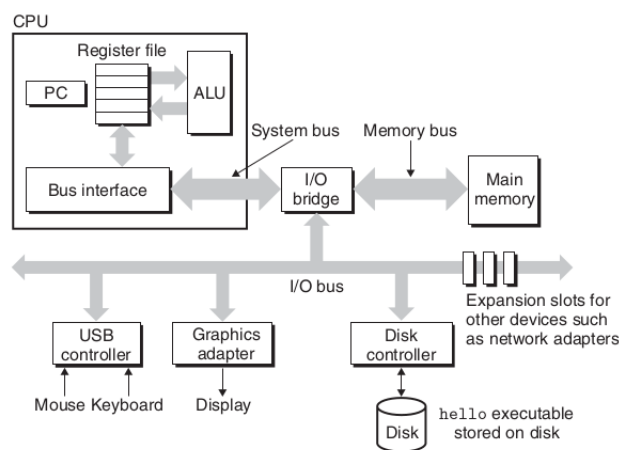 CPU
Register file
PC
ALU
System bus
Memory bus
Bus interface
I/O
bridge
Main
memory
I/O bus
Expansion slots for
other devices such
as network adapters
USB
controller
Graphics
adapter
Disk
controller
Mouse Keyboard
Display
Disk
hello executable
stored on disk